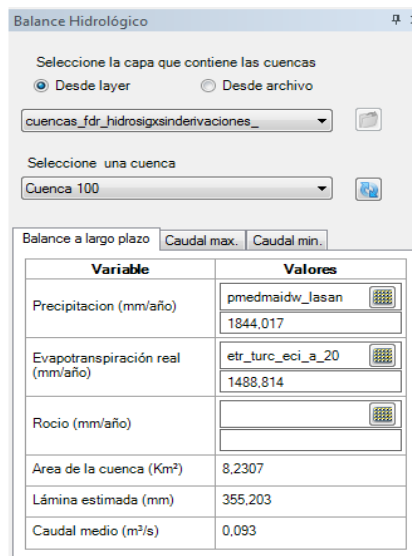 Balance Hidrológico
Seleccione la capa que contiene las cuencas
Desde layer Desde archivo
cuencas_fdr_hidrosigxsinderivaciones_
Seleccione una cuenca
Cuenca 100
Balance a largo plazo Caudal max. Caudal min.
Variable Valores
Precipitacion (mm/año) pmedmaidw_lasan
1844,017
Evapotranspiración real (mm/año) etr_turc_eci_a_20
1488,814
Rocio (mm/año)
Area de la cuenca (Km²) 8,2307
Lámina estimada (mm) 355,203
Caudal medio (m³/s) 0,093